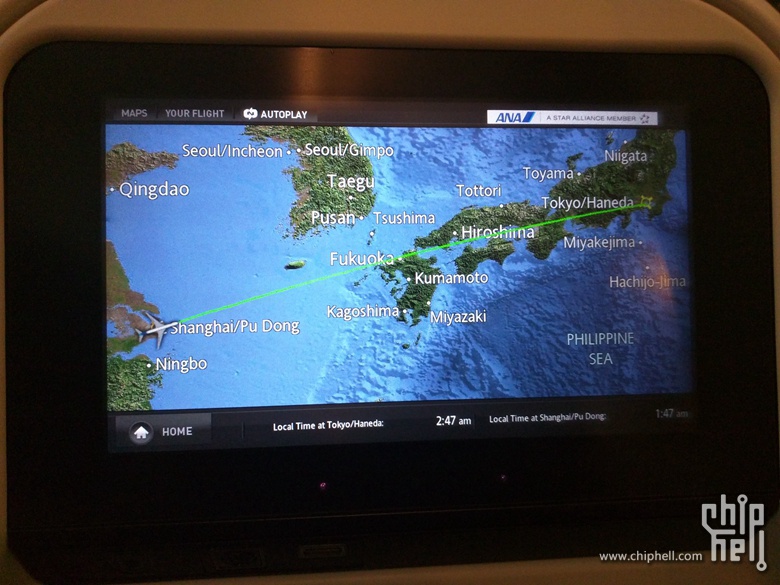 MAPS YOUR FLIGHT AUTOPLAY
ANA A STAR ALLIANCE MEMBER
Seoul/Incheon Seoul/Gimpo
Niigata
Qingdao
Taegu
Toyama
Tottori
Tokyo/Haneda
Pusan Tsushima
Hiroshima
Miyakejima
Fukuoka
Kumamoto
Hachijo-Jima
Kagoshima
Miyazaki
Shanghai/Pu Dong
PHILIPPINE
SEA
Ningbo
HOME
Local Time at Tokyo/Haneda: 2:47 am Local Time at Shanghai/Pu Dong: 1:47 am
chip
hell
www.chiphell.com